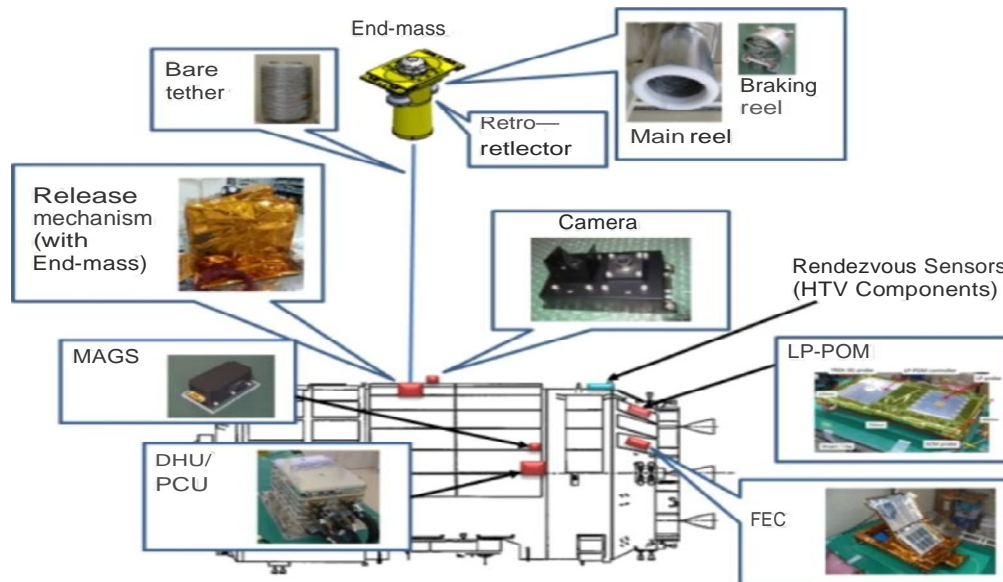 End-mass
Bare
tether
Braking
reel
Main reel
Retro—
retlector
Release
mechanism
(with
End-mass)
Camera
Rendezvous Sensors
(HTV Components)
MAGS
LP-POM
DHU/
PCU
FEC